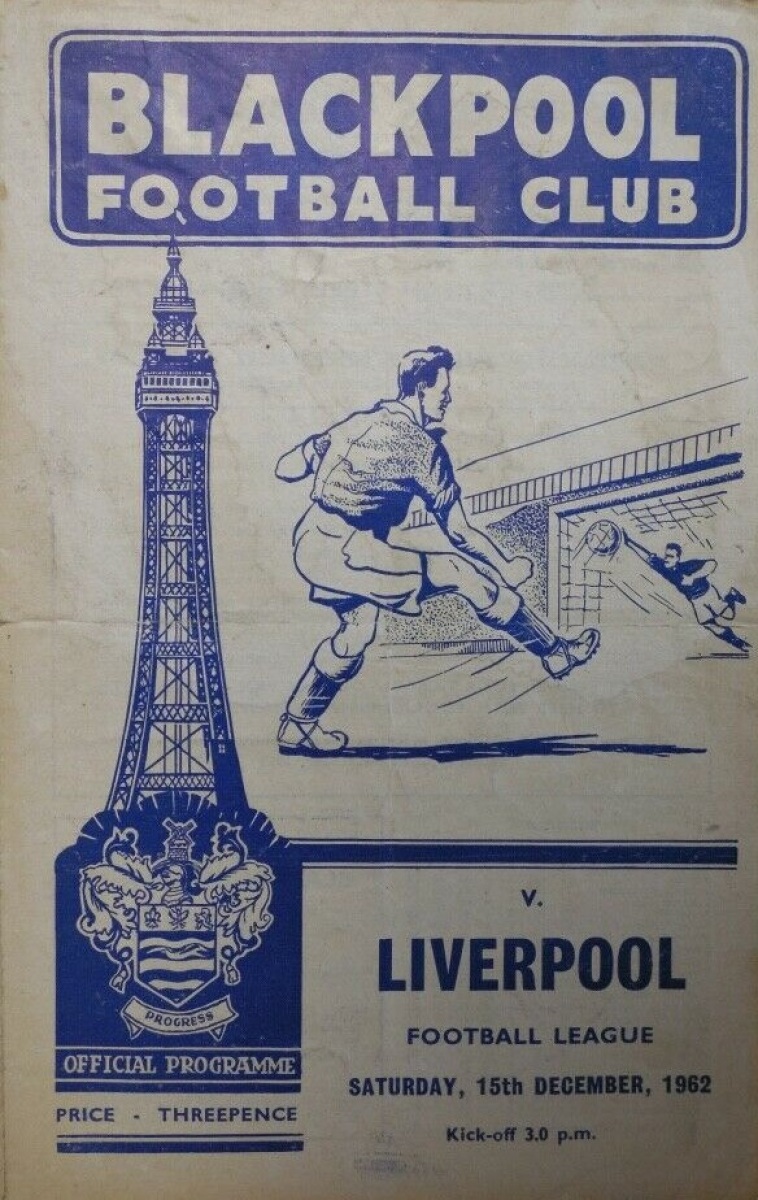 BLACKPOOL
FOOTBALL CLUB
V.
LIVERPOOL
FOOTBALL LEAGUE
SATURDAY, 15th DECEMBER, 1962
Kick-off 3.0 p.m.
PROGRESS
OFFICIAL PROGRAMME
PRICE - THREEPENCE